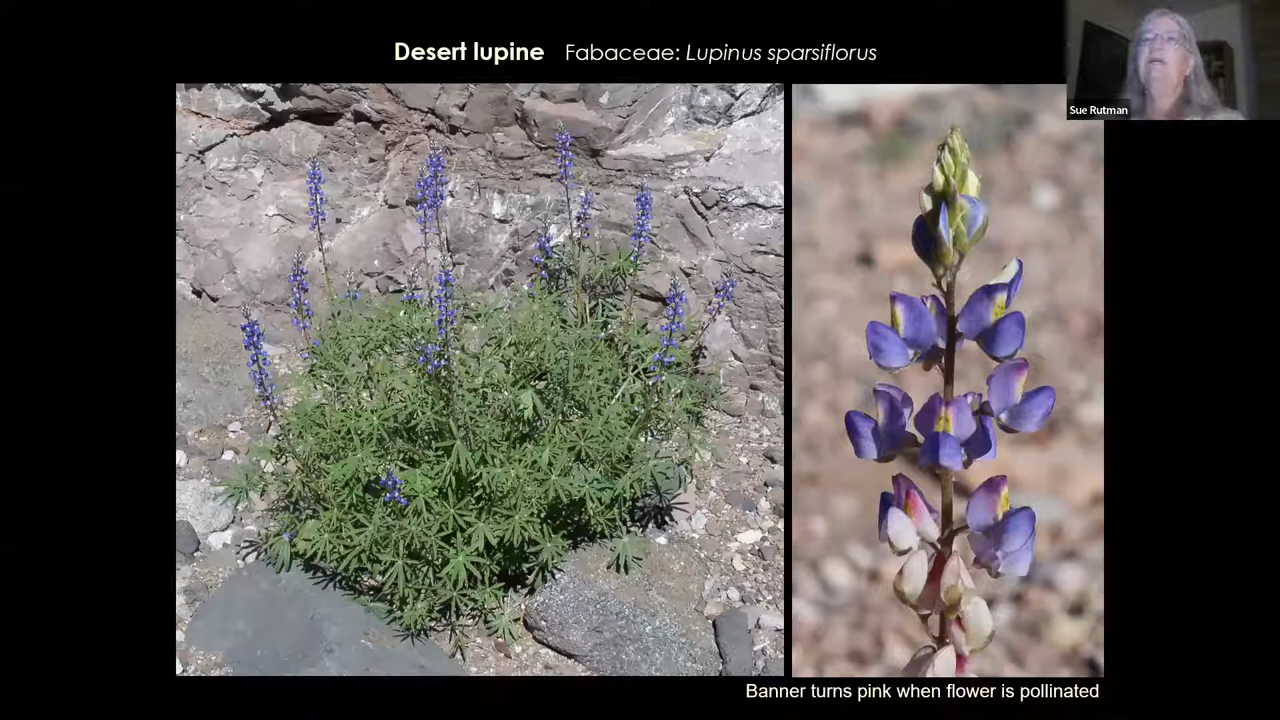 Desert lupine Fabaceae: Lupinus sparsiflorus
Sue Rutman
Banner turns pink when flower is pollinated